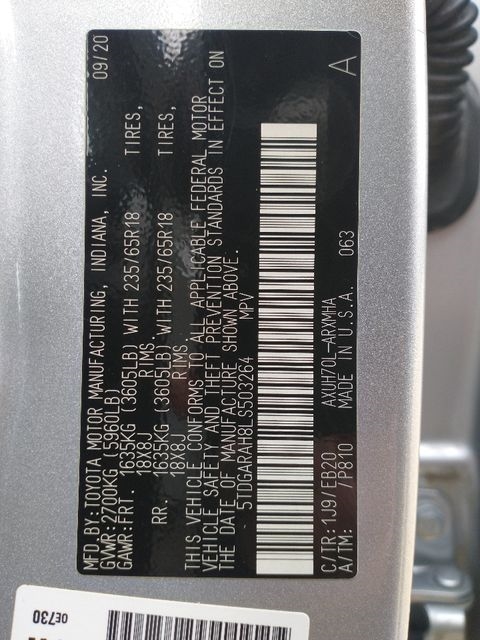 MFD.BY:TOYOTA MOTOR MANUFACTURING, INDIANA, INC. 09/20
GVWR:2700KG (5960LB)
GAWR:FRT. 1635KG (3605LB) WITH 235/65R18 TIRES,
18X8J RIMS.
RR. 1635KG (3605LB) WITH 235/65R18 TIRES,
18X8J RIMS
THIS VEHICLE CONFORMS TO ALL APPLICABLE FEDERAL MOTOR
VEHICLE SAFETY AND THEFT PREVENTION STANDARDS IN EFFECT ON
THE DATE OF MANUFACTURE SHOWN ABOVE.
5TDGARAH8LS503264 MPV
C/TR:1J9/EB20 AXUH70L-ARXMHA A
A/TM: /P810 MADE IN U.S.A. 063
0E730